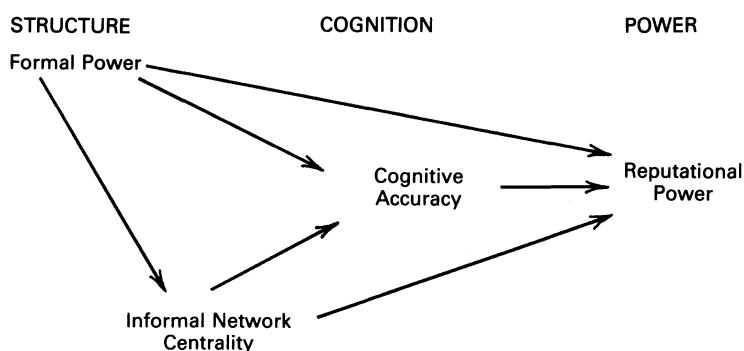 STRUCTURE
COGNITION
POWER
Formal Power
Cognitive
Accuracy
Reputational
Power
Informal Network
Centrality